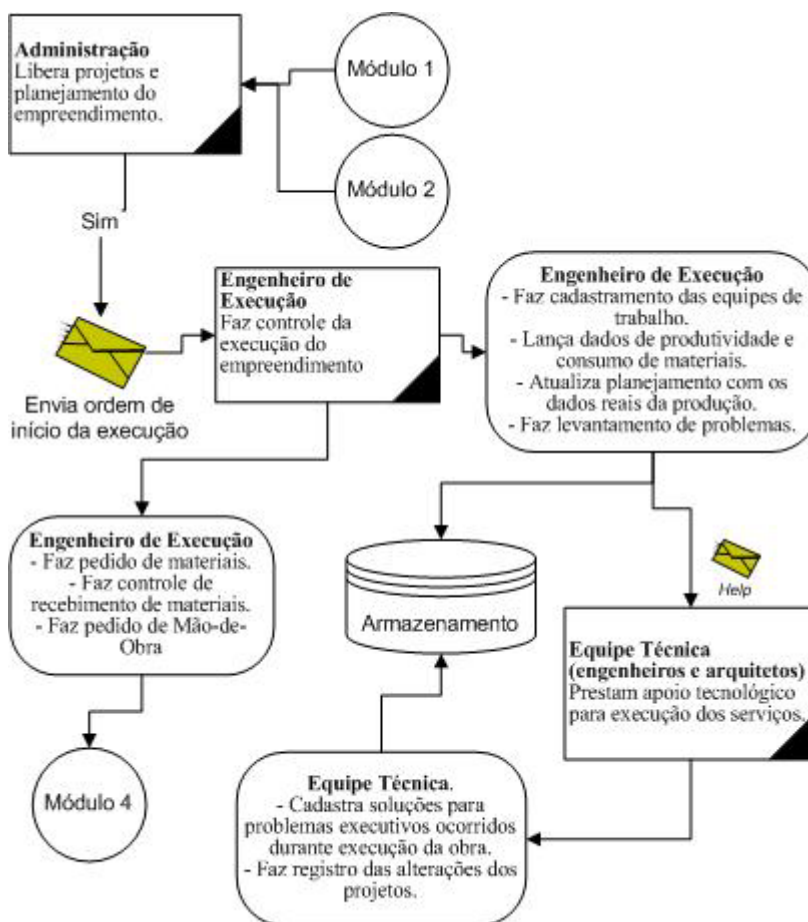 Administração
Libera projetos e
planejamento do
empreendimento.
Módulo 1
Módulo 2
Sim
Envia ordem de
início da execução
Engenheiro de
Execução
Faz controle da
execução do
empreendimento
Engenheiro de Execução
- Faz cadastramento das equipes de
trabalho.
- Lança dados de produtividade e
consumo de materiais.
- Atualiza planejamento com os
dados reais da produção.
- Faz levantamento de problemas.
Engenheiro de Execução
- Faz pedido de materiais.
- Faz controle de
recebimento de materiais.
- Faz pedido de Mão-de-
Obra
Armazenamento
Help
Equipe Técnica
(engenheiros e arquitetos)
Prestam apoio tecnológico
para execução dos serviços.
Módulo 4
Equipe Técnica.
- Cadastra soluções para
problemas executivos ocorridos
durante execução da obra.
- Faz registro das alterações dos
projetos.